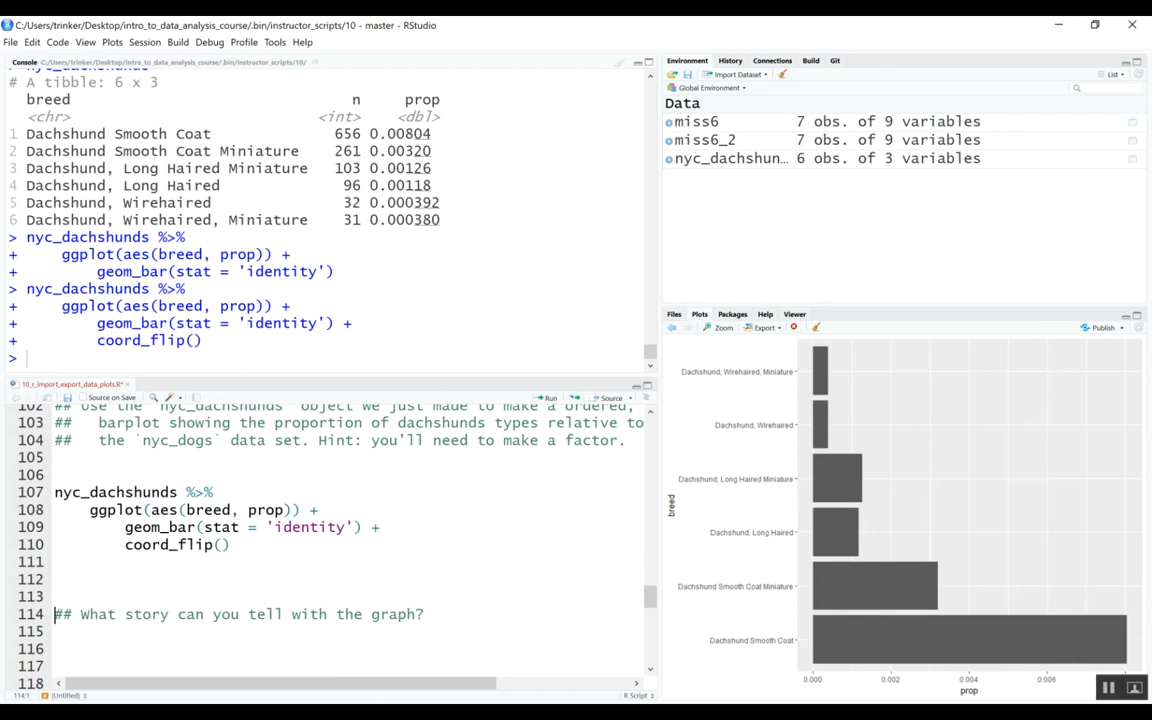 C:/Users/trinker/Desktop/intro_to_data_analysis_course/.bin/instructor_scripts/10 - master - RStudio
File Edit Code View Plots Session Build Debug Profile Tools Help
Console C:/Users/trinker/Desktop/intro_to_data_analysis_course/.bin/instructor_scripts/10/
# A tibble: 6 x 3
breed n prop
<chr> <int> <dbl>
1 Dachshund Smooth Coat 656 0.00804
2 Dachshund Smooth Coat Miniature 261 0.00320
3 Dachshund, Long Haired Miniature 103 0.00126
4 Dachshund, Long Haired 96 0.00118
5 Dachshund, Wirehaired 32 0.000392
6 Dachshund, Wirehaired, Miniature 31 0.000380
> nyc_dachshunds %>%
+ ggplot(aes(breed, prop)) +
+ geom_bar(stat = 'identity')
> nyc_dachshunds %>%
+ ggplot(aes(breed, prop)) +
+ geom_bar(stat = 'identity') +
+ coord_flip()
>
10_r_import_export_data_plots.R*
Source on Save Run Source
102 ## Use the `nyc_dachshunds` object we just made to make a ordered,
103 ## barplot showing the proportion of dachshunds types relative to
104 ## the `nyc_dogs` data set. Hint: you'll need to make a factor.
105
106
107 nyc_dachshunds %>%
108 ggplot(aes(breed, prop)) +
109 geom_bar(stat = 'identity') +
110 coord_flip()
111
112
113
114 ## What story can you tell with the graph?
115
116
117
118
114:1 (Untitled) R Script
Environment History Connections Build Git
Import Dataset List
Global Environment
Data
miss6 7 obs. of 9 variables
miss6_2 7 obs. of 9 variables
nyc_dachshun… 6 obs. of 3 variables
Files Plots Packages Help Viewer
Zoom Export Publish
Dachshund, Wirehaired, Miniature
Dachshund, Wirehaired
Dachshund, Long Haired Miniature
Dachshund, Long Haired
Dachshund Smooth Coat Miniature
Dachshund Smooth Coat
breed
0.000 0.002 0.004 0.006
prop